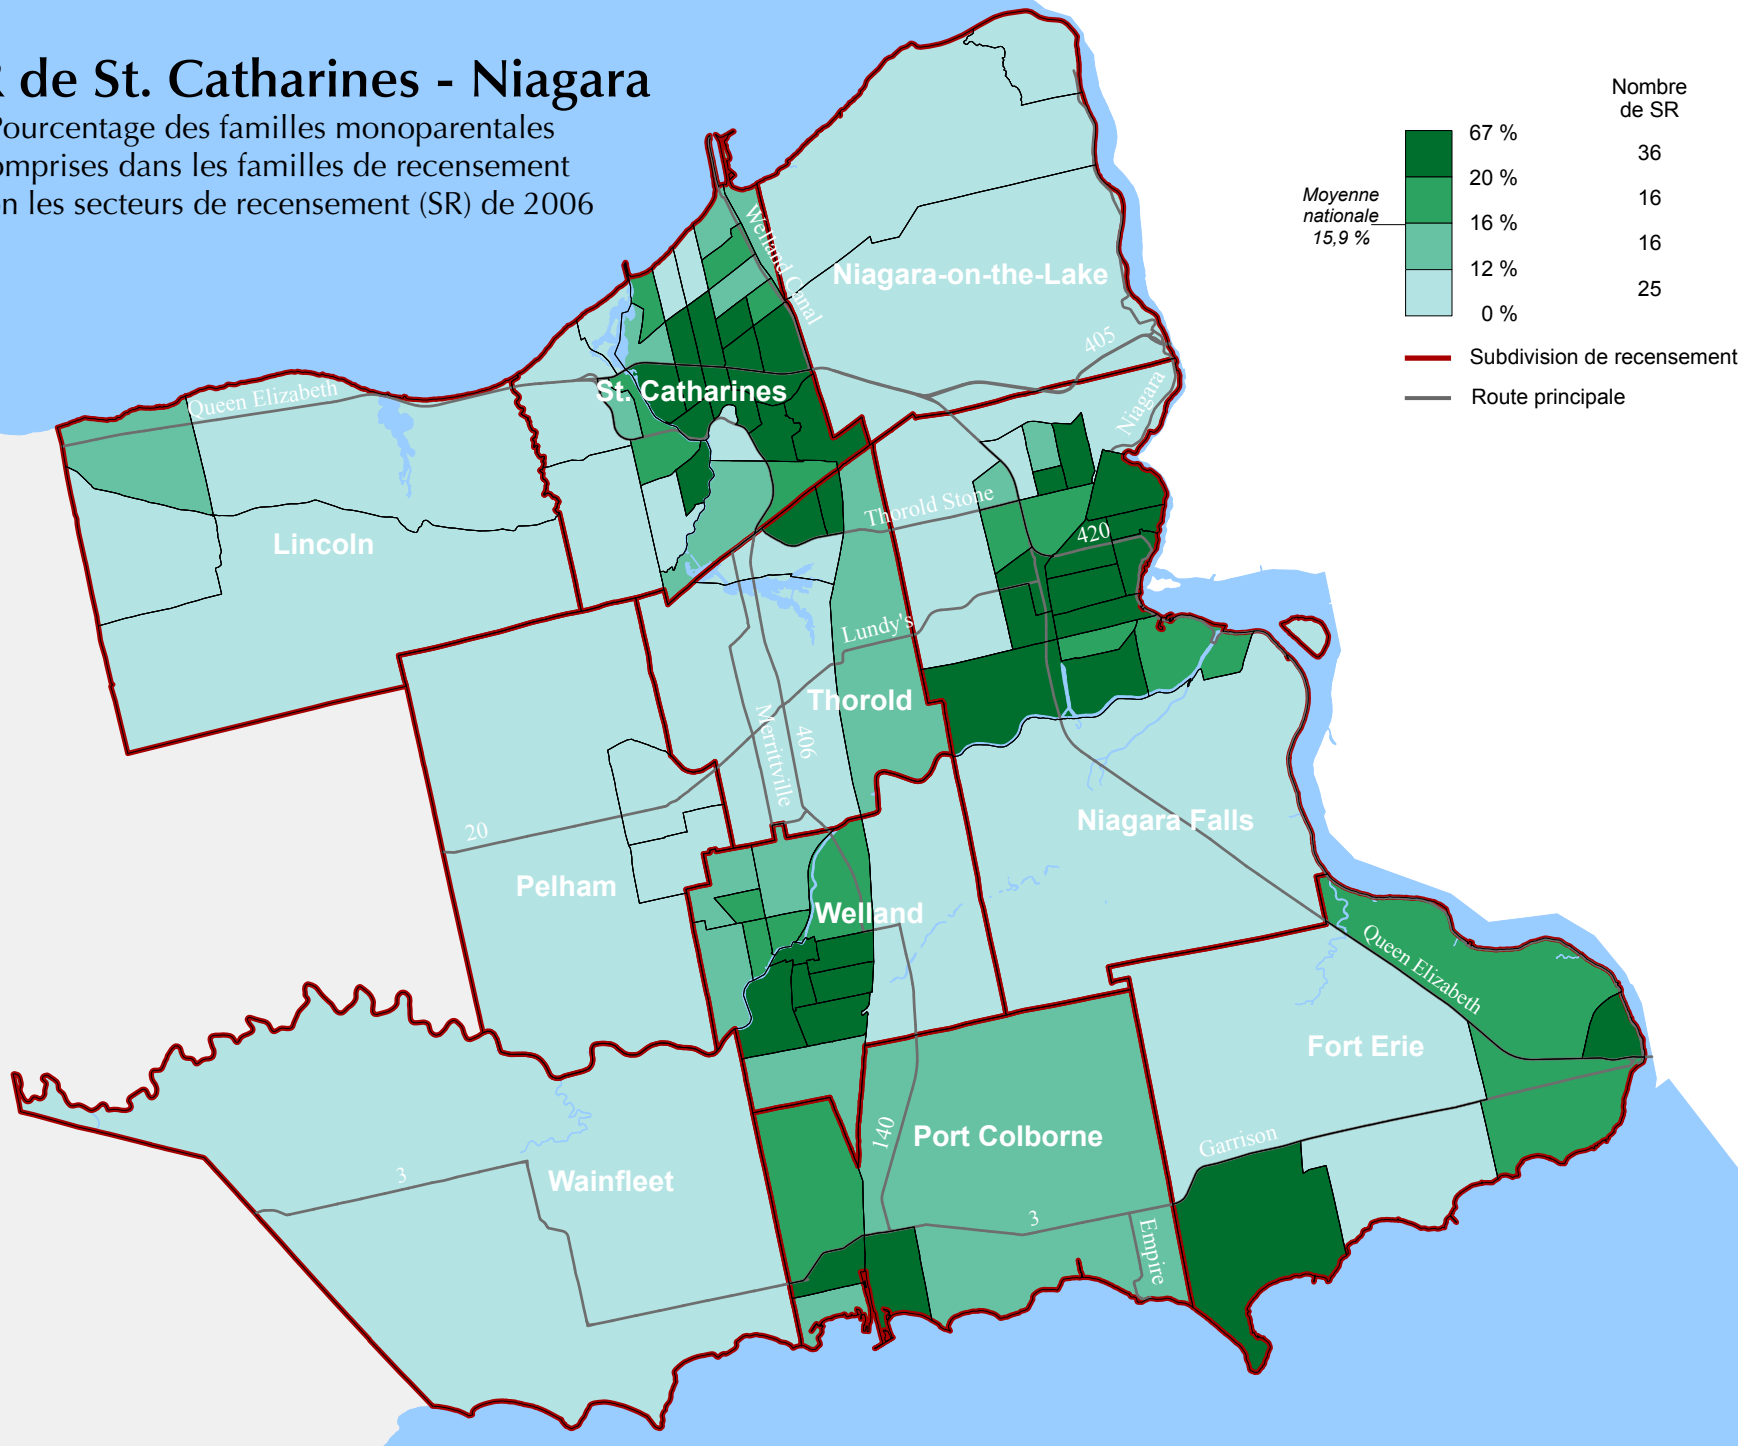 de St. Catharines - Niagara
Pourcentage des familles monoparentales
omprises dans les familles de recensement
n les secteurs de recensement (SR) de 2006
Nombre
de SR
67 %
36
20 %
16
16 %
16
12 %
25
0 %
Moyenne
nationale
15,9 %
Subdivision de recensement
Route principale
Welland Canal
Niagara-on-the-Lake
405
Niagara
Queen Elizabeth
St. Catharines
Thorold Stone
420
Lincoln
Lundy's
Thorold
Merrittville
406
20
Niagara Falls
Pelham
Welland
Queen Elizabeth
Fort Erie
140
Port Colborne
Garrison
3
Wainfleet
3
Empire